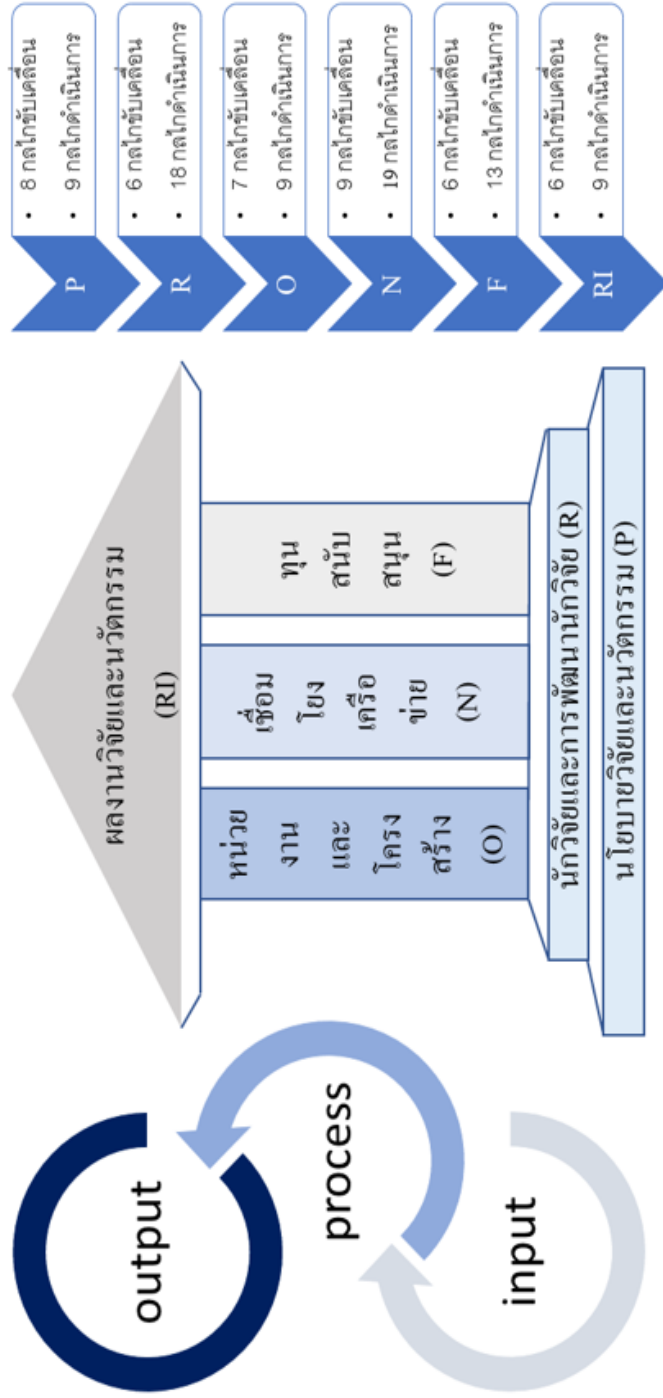 output
process
input
ผลงานวิจัยและนวัตกรรม
(RI)
หน่วย
งาน
และ
โครง
สร้าง
(O)
เชื่อม
โยง
เครือ
ข่าย
(N)
ทุน
สนับ
สนุน
(F)
นักวิจัยและการพัฒนานักวิจัย (R)
นโยบายวิจัยและนวัตกรรม (P)
P
• 8 กลไกขับเคลื่อน
• 9 กลไกดำเนินการ
R
• 6 กลไกขับเคลื่อน
• 18 กลไกดำเนินการ
O
• 7 กลไกขับเคลื่อน
• 9 กลไกดำเนินการ
N
• 9 กลไกขับเคลื่อน
• 19 กลไกดำเนินการ
F
• 6 กลไกขับเคลื่อน
• 13 กลไกดำเนินการ
RI
• 6 กลไกขับเคลื่อน
• 9 กลไกดำเนินการ